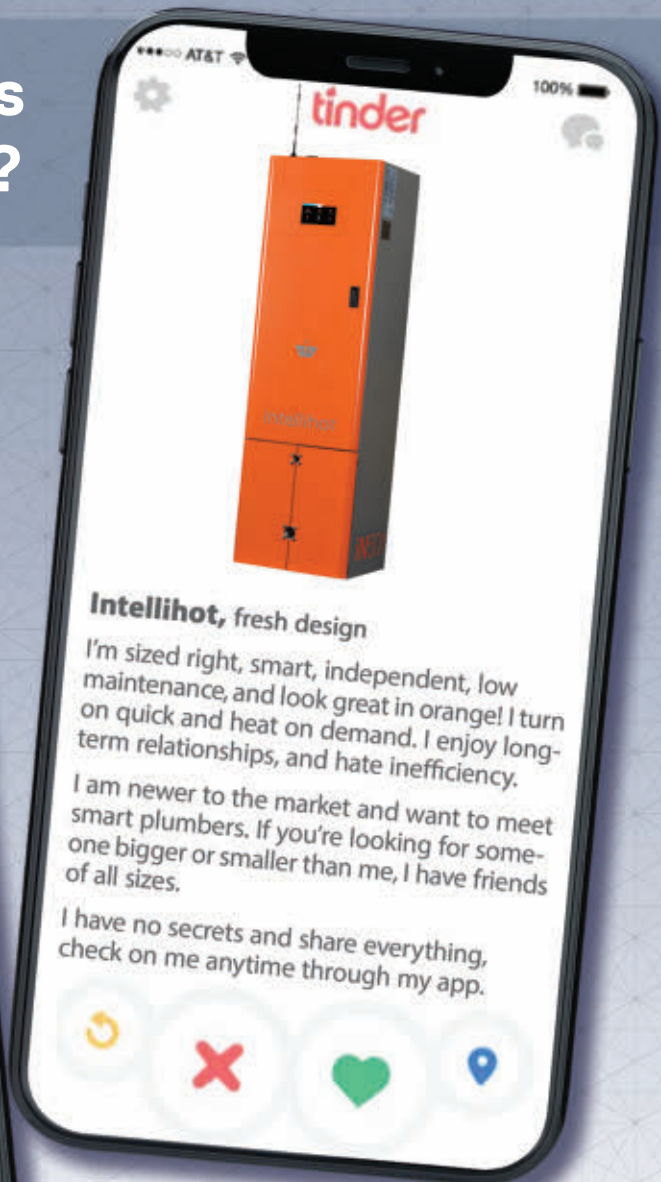 s
?
AT&T
100%
tinder
intellihot
Intellihot, fresh design
I'm sized right, smart, independent, low
maintenance, and look great in orange! I turn
on quick and heat on demand. I enjoy long-
term relationships, and hate inefficiency.
I am newer to the market and want to meet
smart plumbers. If you're looking for some-
one bigger or smaller than me, I have friends
of all sizes.
I have no secrets and share everything,
check on me anytime through my app.